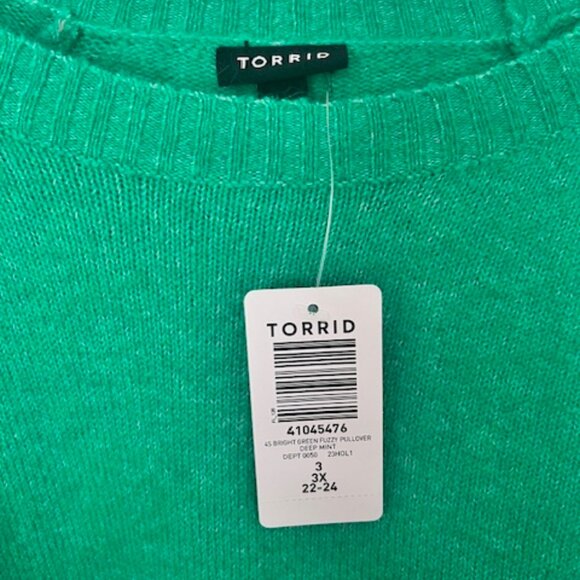 TORRID
TORRID
41045476
45 BRIGHT GREEN FUZZY PULLOVER
DEEP MINT
DEPT 0050 23HOL1
3
3X
22-24